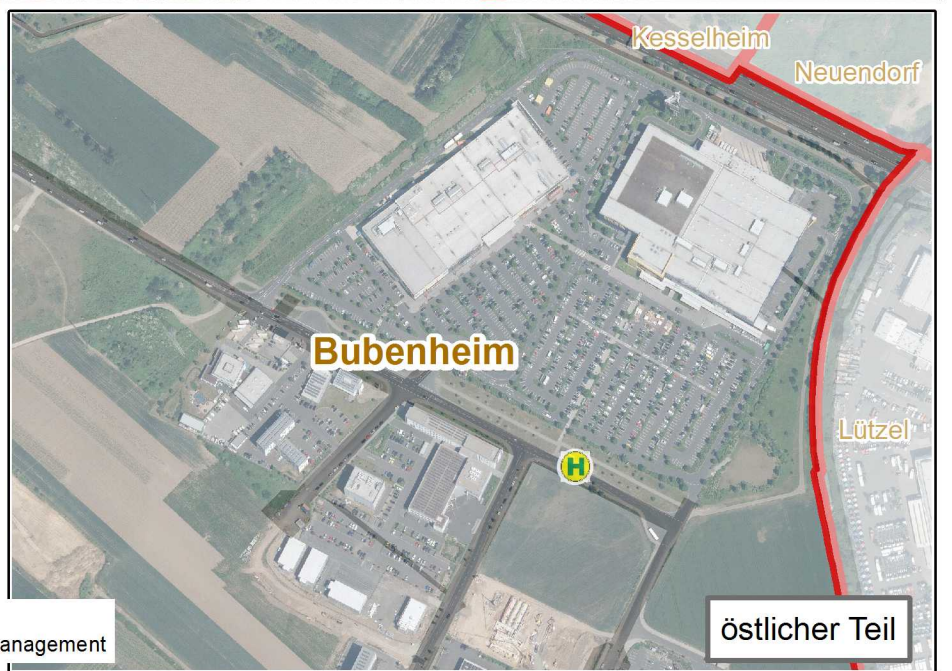 Kesselheim
Neuendorf
Bubenheim
Lützel
H
östlicher Teil
anagement